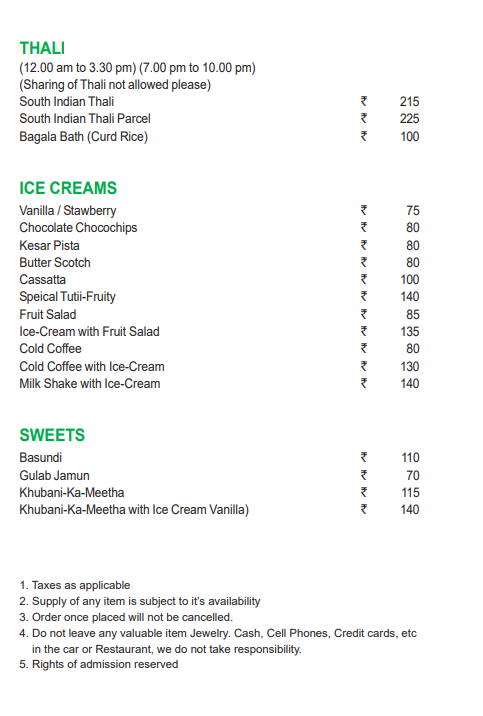 THALI
(12.00 am to 3.30 pm) (7.00 pm to 10.00 pm)
(Sharing of Thali not allowed please)
South Indian Thali ₹ 215
South Indian Thali Parcel ₹ 225
Bagala Bath (Curd Rice) ₹ 100
ICE CREAMS
Vanilla / Stawberry ₹ 75
Chocolate Chocochips ₹ 80
Kesar Pista ₹ 80
Butter Scotch ₹ 80
Cassatta ₹ 100
Speical Tutii-Fruity ₹ 140
Fruit Salad ₹ 85
Ice-Cream with Fruit Salad ₹ 135
Cold Coffee ₹ 80
Cold Coffee with Ice-Cream ₹ 130
Milk Shake with Ice-Cream ₹ 140
SWEETS
Basundi ₹ 110
Gulab Jamun ₹ 70
Khubani-Ka-Meetha ₹ 115
Khubani-Ka-Meetha with Ice Cream Vanilla) ₹ 140
1. Taxes as applicable
2. Supply of any item is subject to it's availability
3. Order once placed will not be cancelled.
4. Do not leave any valuable item Jewelry. Cash, Cell Phones, Credit cards, etc
in the car or Restaurant, we do not take responsibility.
5. Rights of admission reserved